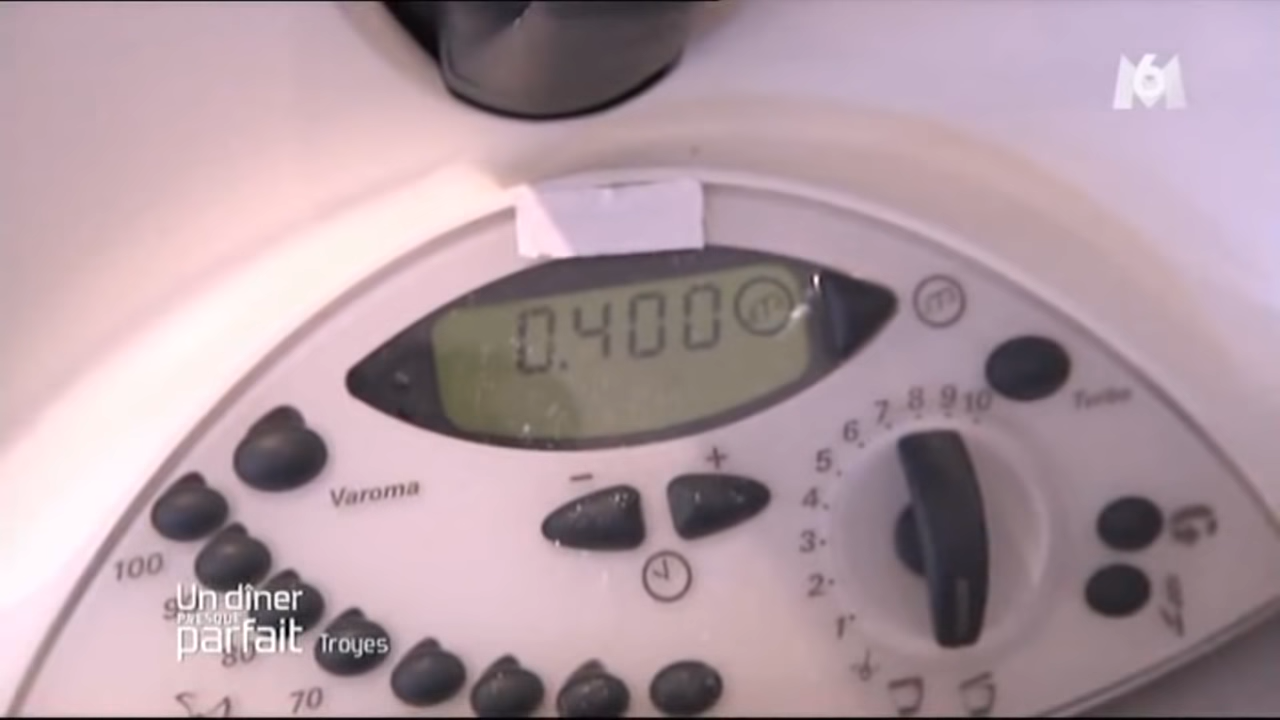 M6
0.400
Turbo
8 9 10
7
6
5
4
3
2
1
- +
Varoma
100
Un dîner
PRESQUE
parfait Troyes
80
70